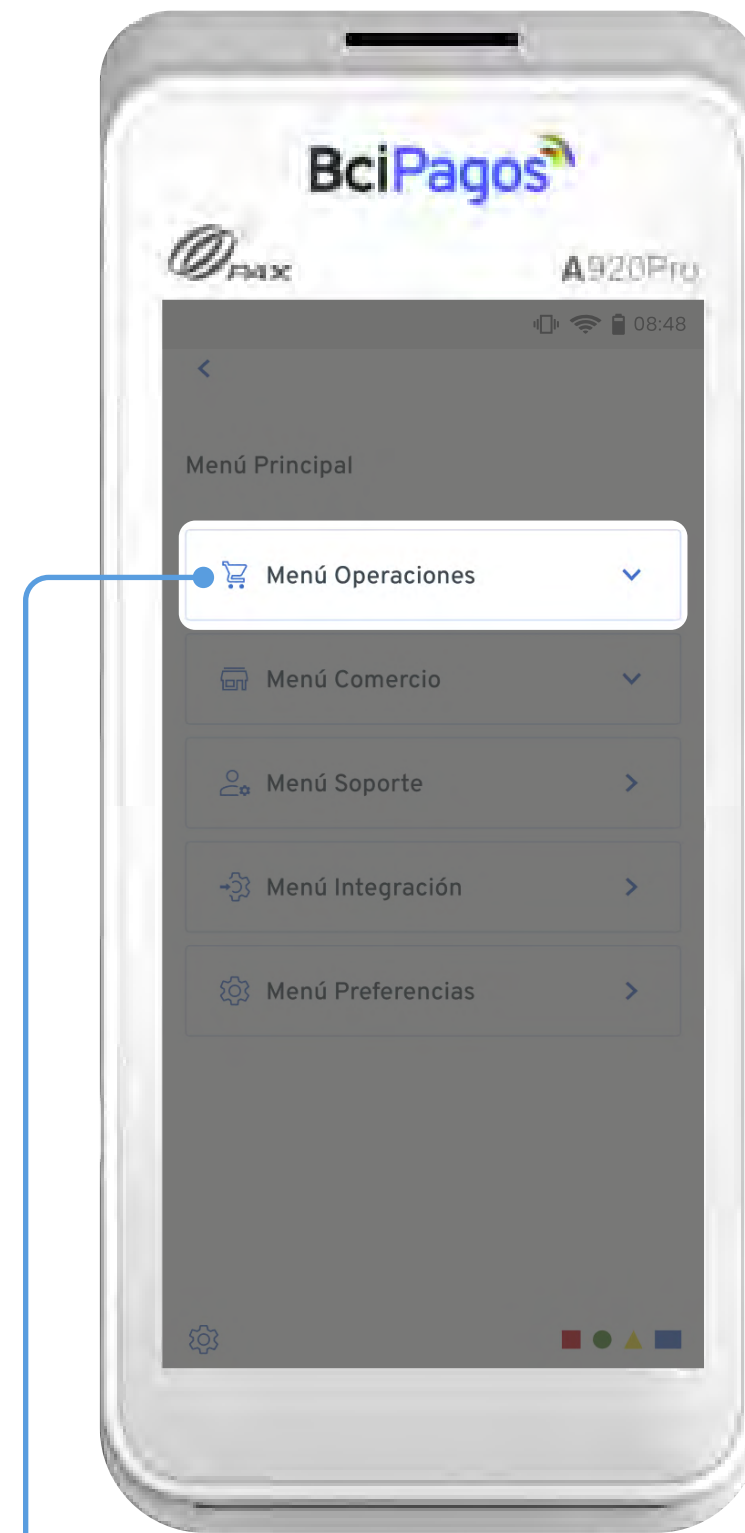 BciPagos
PAX
A920Pro
08:48
Menú Principal
Menú Operaciones
Menú Comercio
Menú Soporte
Menú Integración
Menú Preferencias